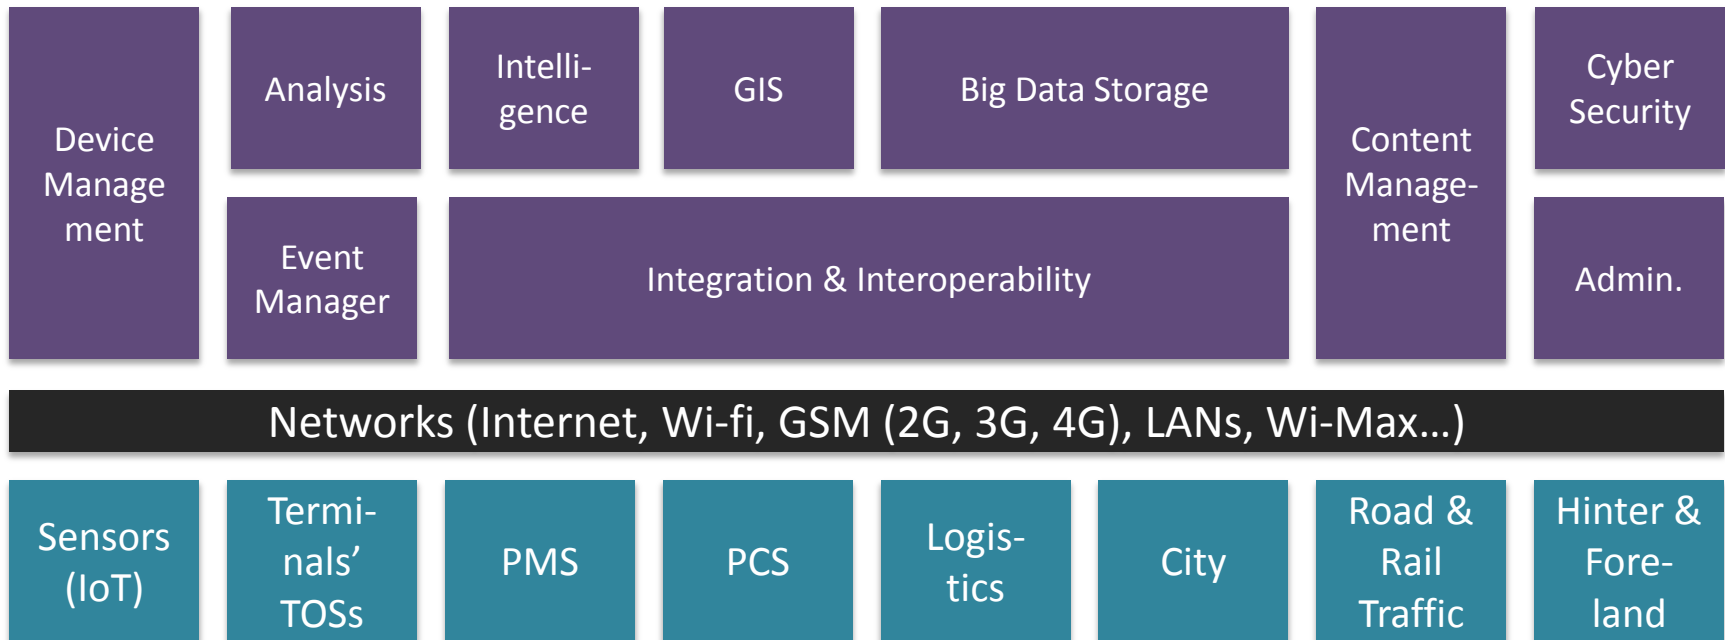 Device
Manage
ment
Analysis
Intelli-
gence
GIS
Big Data Storage
Content
Manage-
ment
Cyber
Security
Event
Manager
Integration & Interoperability
Admin.
Networks (Internet, Wi-fi, GSM (2G, 3G, 4G), LANs, Wi-Max...)
Sensors
(IoT)
Termi-
nals’
TOSs
PMS
PCS
Logis-
tics
City
Road &
Rail
Traffic
Hinter &
Fore-
land